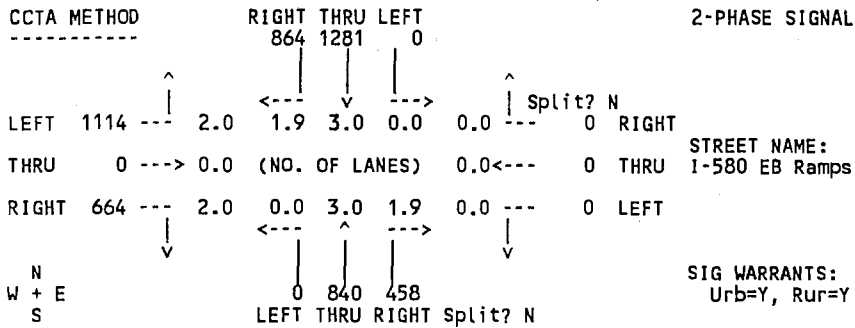 CCTA METHOD RIGHT THRU LEFT 2-PHASE SIGNAL
----------- 864 1281 0
^ ^
<--- v ---> Split? N
LEFT 1114 --- 2.0 1.9 3.0 0.0 0.0 --- 0 RIGHT
STREET NAME:
THRU 0 ---> 0.0 (NO. OF LANES) 0.0<--- 0 THRU I-580 EB Ramps
RIGHT 664 --- 2.0 0.0 3.0 1.9 0.0 --- 0 LEFT
<--- ^ --->
v v
N SIG WARRANTS:
W + E 0 840 458 Urb=Y, Rur=Y
S LEFT THRU RIGHT Split? N